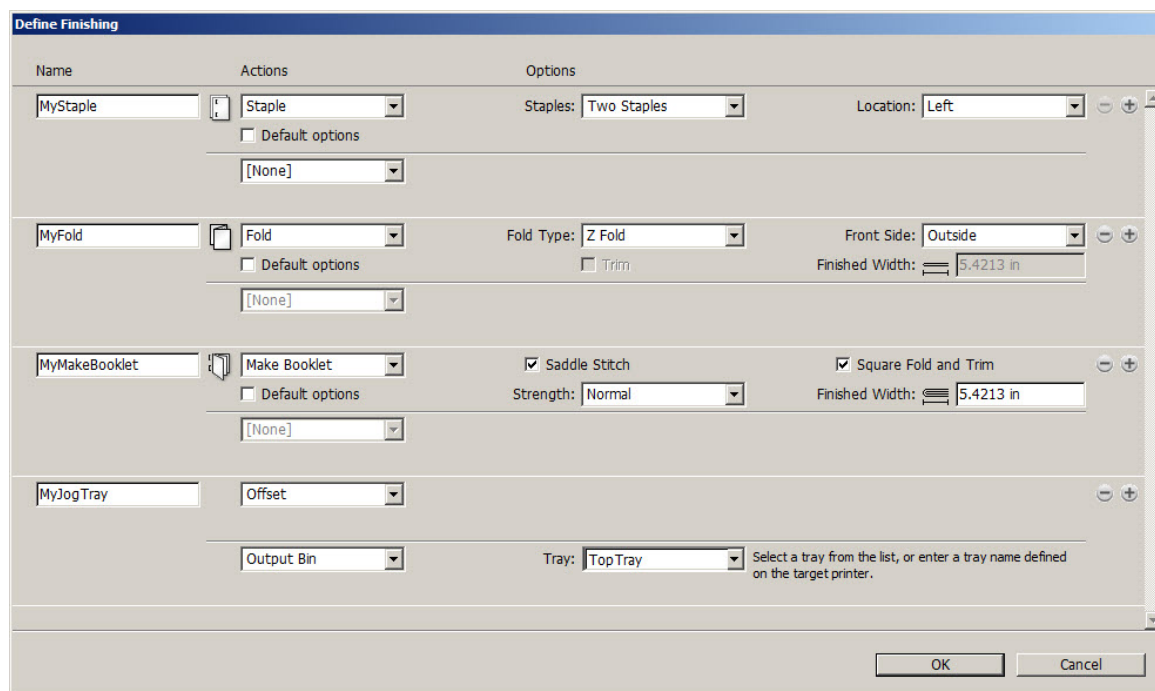 Define Finishing
Name Actions Options
MyStaple Staple Staples: Two Staples Location: Left
Default options
[None]
MyFold Fold Fold Type: Z Fold Front Side: Outside
Default options Trim Finished Width: 5.4213 in
[None]
MyMakeBooklet Make Booklet Saddle Stitch Square Fold and Trim
Default options Strength: Normal Finished Width: 5.4213 in
[None]
MyJogTray Offset
Output Bin Tray: TopTray Select a tray from the list, or enter a tray name defined
on the target printer.
OK Cancel